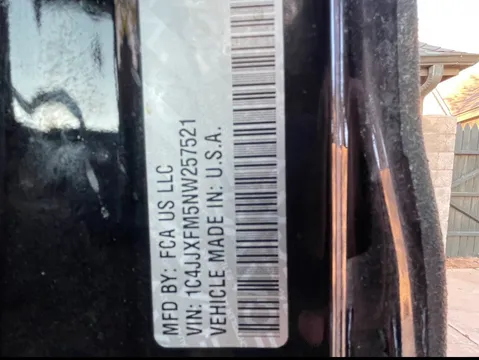 MFD BY: FCA US LLC
VIN: 1C4JJXFM5NW257521
VEHICLE MADE IN: U.S.A.